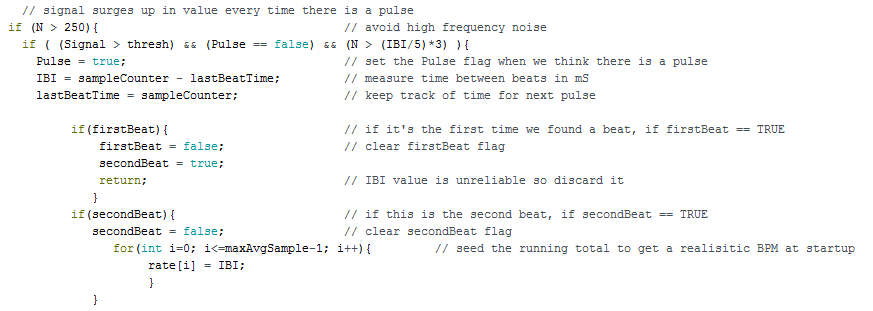 // signal surges up in value every time there is a pulse
if (N > 250){ // avoid high frequency noise
if ( (Signal > thresh) && (Pulse == false) && (N > (IBI/5)*3) ){
Pulse = true; // set the Pulse flag when we think there is a pulse
IBI = sampleCounter - lastBeatTime; // measure time between beats in mS
lastBeatTime = sampleCounter; // keep track of time for next pulse
if(firstBeat){ // if it's the first time we found a beat, if firstBeat == TRUE
firstBeat = false; // clear firstBeat flag
secondBeat = true;
return; // IBI value is unreliable so discard it
}
if(secondBeat){ // if this is the second beat, if secondBeat == TRUE
secondBeat = false; // clear secondBeat flag
for(int i=0; i<=maxAvgSample-1; i++){ // seed the running total to get a realisitic BPM at startup
rate[i] = IBI;
}
}